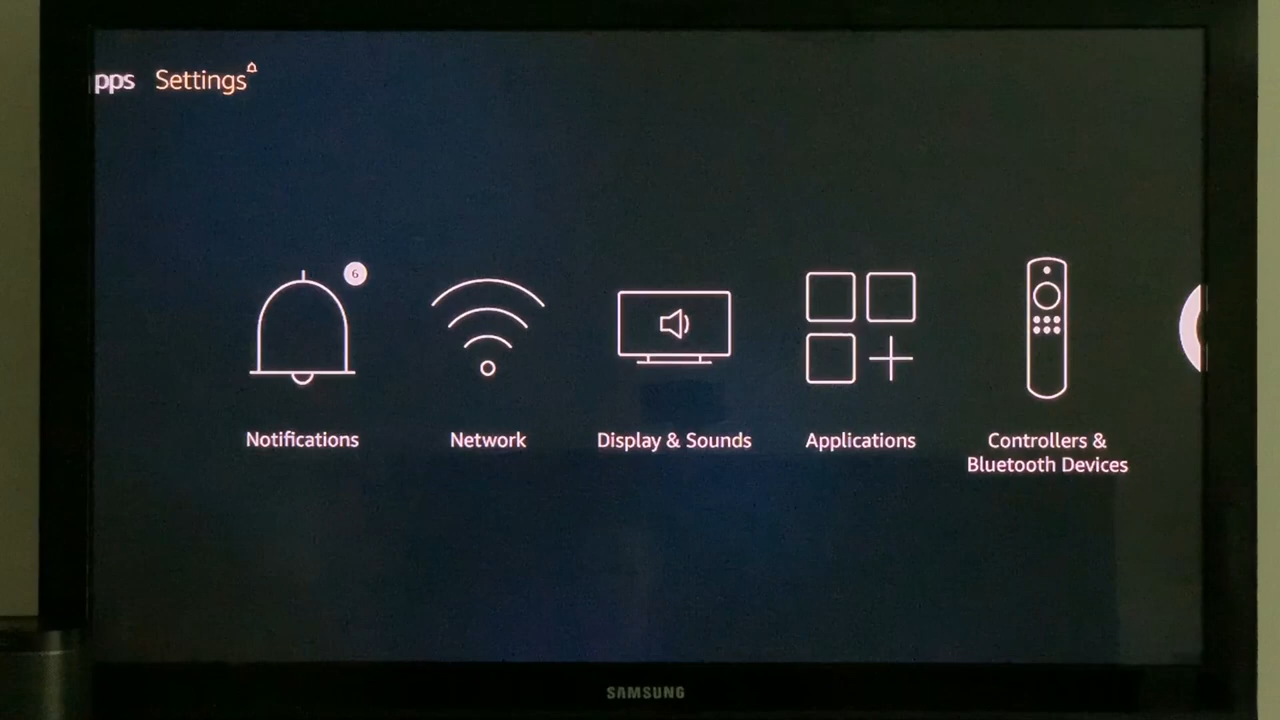 pps Settings
6
Notifications
Network
Display & Sounds
Applications
Controllers &
Bluetooth Devices
SAMSUNG